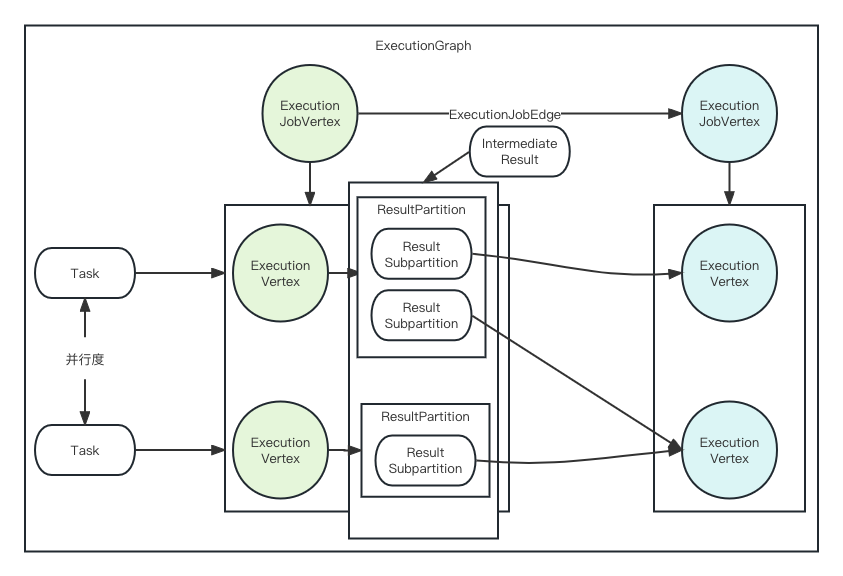 ExecutionGraph
Execution
JobVertex
ExecutionJobEdge
Execution
JobVertex
Intermediate
Result
ResultPartition
Result
Subpartition
Task
Execution
Vertex
Execution
Vertex
Result
Subpartition
并行度
ResultPartition
Task
Execution
Vertex
Result
Subpartition
Execution
Vertex